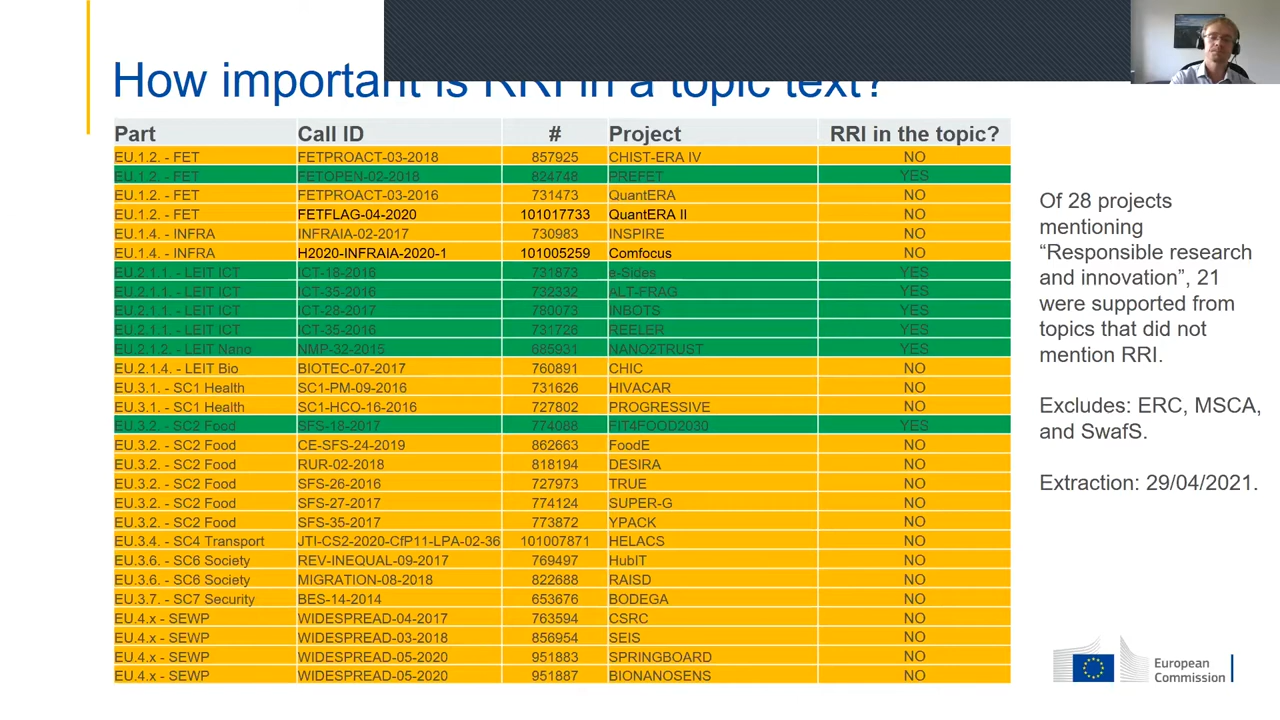 How important is RRI in a topic text?
Part Call ID # Project RRI in the topic?
EU.1.2. - FET FETPROACT-03-2018 857925 CHIST-ERA IV NO
EU.1.2. - FET FETOPEN-02-2018 824748 PREFET YES
EU.1.2. - FET FETPROACT-03-2016 731473 QuantERA NO
EU.1.2. - FET FETFLAG-04-2020 101017733 QuantERA II NO
EU.1.4. - INFRA INFRAIA-02-2017 730983 INSPIRE NO
EU.1.4. - INFRA H2020-INFRAIA-2020-1 101005259 Comfocus NO
EU.2.1.1. - LEIT ICT ICT-18-2016 731873 e-Sides YES
EU.2.1.1. - LEIT ICT ICT-35-2016 732332 ALT-FRAG YES
EU.2.1.1. - LEIT ICT ICT-28-2017 780073 INBOTS YES
EU.2.1.1. - LEIT ICT ICT-35-2016 731726 REELER YES
EU.2.1.2. - LEIT Nano NMP-32-2015 685931 NANO2TRUST YES
EU.2.1.4. - LEIT Bio BIOTEC-07-2017 760891 CHIC NO
EU.3.1. - SC1 Health SC1-PM-09-2016 731626 HIVACAR NO
EU.3.1. - SC1 Health SC1-HCO-16-2016 727802 PROGRESSIVE NO
EU.3.2. - SC2 Food SFS-18-2017 774088 FIT4FOOD2030 YES
EU.3.2. - SC2 Food CE-SFS-24-2019 862663 FoodE NO
EU.3.2. - SC2 Food RUR-02-2018 818194 DESIRA NO
EU.3.2. - SC2 Food SFS-26-2016 727973 TRUE NO
EU.3.2. - SC2 Food SFS-27-2017 774124 SUPER-G NO
EU.3.2. - SC2 Food SFS-35-2017 773872 YPACK NO
EU.3.4. - SC4 Transport JTI-CS2-2020-CfP11-LPA-02-36 101007871 HELACS NO
EU.3.6. - SC6 Society REV-INEQUAL-09-2017 769497 HubIT NO
EU.3.6. - SC6 Society MIGRATION-08-2018 822688 RAISD NO
EU.3.7. - SC7 Security BES-14-2014 653676 BODEGA NO
EU.4.x - SEWP WIDESPREAD-04-2017 763594 CSRC NO
EU.4.x - SEWP WIDESPREAD-03-2018 856954 SEIS NO
EU.4.x - SEWP WIDESPREAD-05-2020 951883 SPRINGBOARD NO
EU.4.x - SEWP WIDESPREAD-05-2020 951887 BIONANOSENS NO
Of 28 projects
mentioning
“Responsible research
and innovation”, 21
were supported from
topics that did not
mention RRI.
Excludes: ERC, MSCA,
and SwafS.
Extraction: 29/04/2021.
European
Commission